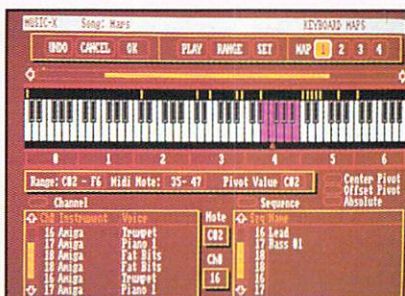 MUSIC-X Song: Maps KEYBOARD MAPS
UNDO CANCEL OK PLAY RANGE SET MAP 1 2 3 4
0 1 2 3 4 5 6
Range: C#2 - F6 Midi Note: 35- 47 Pivot Value C#2
Center Pivot
Offset Pivot
Absolute
Channel Sequence
Ch# Instrument Voice Note Seq Name
16 Amiga Trumpet C#2 16 Lead
17 Amiga Piano 1 17 Bass #1
18 Amiga Fat Bits Ch# 18
18 Amiga Fat Bits 18
16 Amiga Trumpet 16 16
17 Amiga Piano 1 17